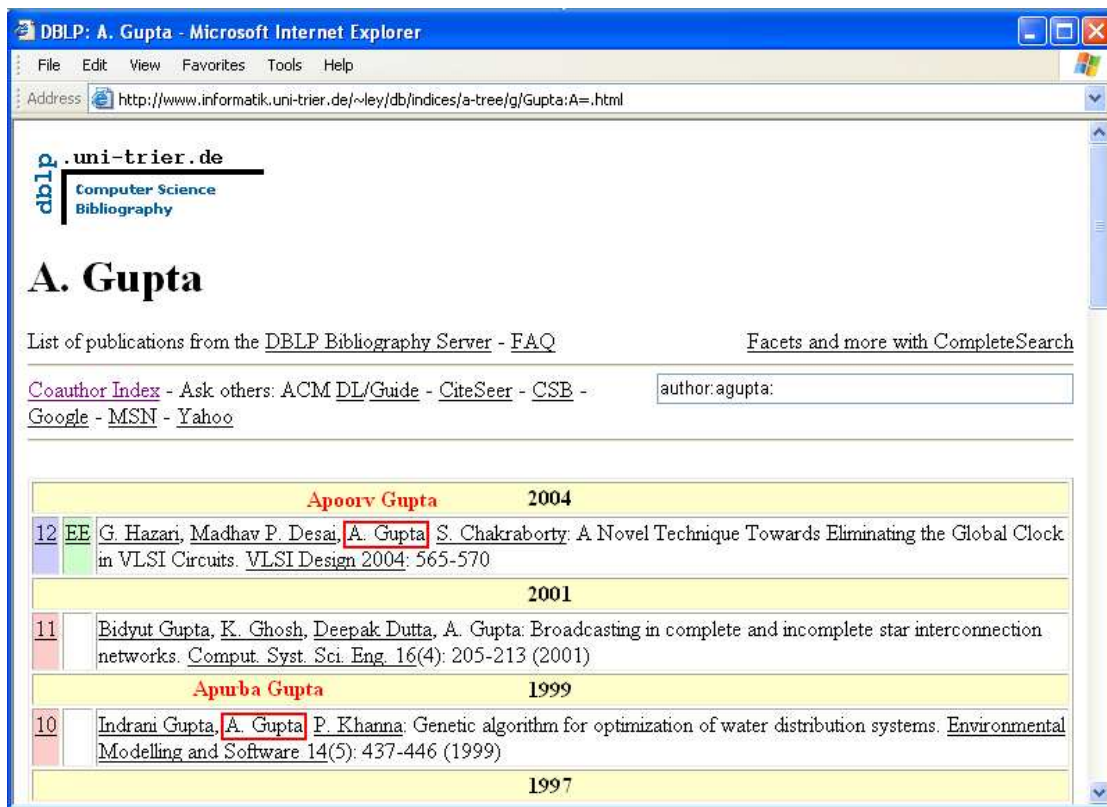 DBLP: A. Gupta - Microsoft Internet Explorer
File Edit View Favorites Tools Help
Address http://www.informatik.uni-trier.de/~ley/db/indices/a-tree/g/Gupta:A=.html
dblp .uni-trier.de
Computer Science
Bibliography
A. Gupta
List of publications from the DBLP Bibliography Server - FAQ Facets and more with CompleteSearch
Coauthor Index - Ask others: ACM DL/Guide - CiteSeer - CSB - author:agupta:
Google - MSN - Yahoo
Apoorv Gupta 2004
12 EE G. Hazari, Madhav P. Desai, A. Gupta, S. Chakraborty: A Novel Technique Towards Eliminating the Global Clock
in VLSI Circuits. VLSI Design 2004: 565-570
2001
11 Bidyut Gupta, K. Ghosh, Deepak Dutta, A. Gupta: Broadcasting in complete and incomplete star interconnection
networks. Comput. Syst. Sci. Eng. 16(4): 205-213 (2001)
Apurba Gupta 1999
10 Indrani Gupta, A. Gupta, P. Khanna: Genetic algorithm for optimization of water distribution systems. Environmental
Modelling and Software 14(5): 437-446 (1999)
1997